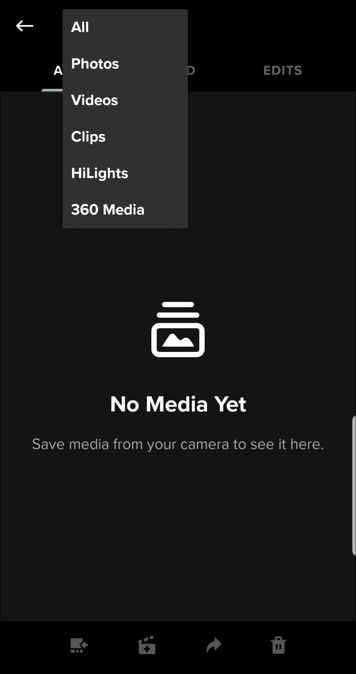 All
Photos
Videos
Clips
HiLights
360 Media
EDITS
No Media Yet
Save media from your camera to see it here.